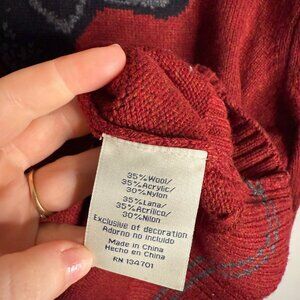 35% Wool/
35% Acrylic/
30% Nylon
35% Lana/
35% Acrilico/
30% Nilon
Exclusive of decoration
Adorno no incluido
Made in China
Hecho en China
RN 134701